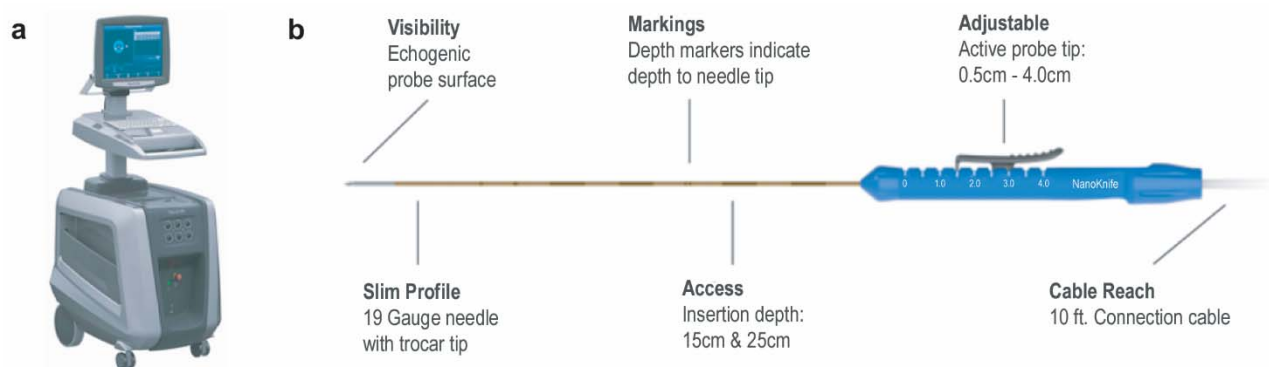 a
b
Visibility
Echogenic
probe surface
Markings
Depth markers indicate
depth to needle tip
Adjustable
Active probe tip:
0.5cm - 4.0cm
0 1.0 2.0 3.0 4.0 NanoKnife
Slim Profile
19 Gauge needle
with trocar tip
Access
Insertion depth:
15cm & 25cm
Cable Reach
10 ft. Connection cable